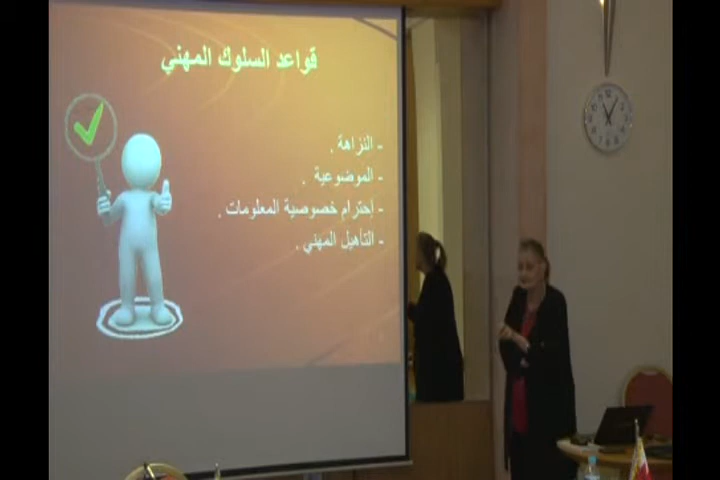 قواعد السلوك المهني
- النزاهة .
- الموضوعية .
- إحترام خصوصية المعلومات .
- التأهيل المهني .